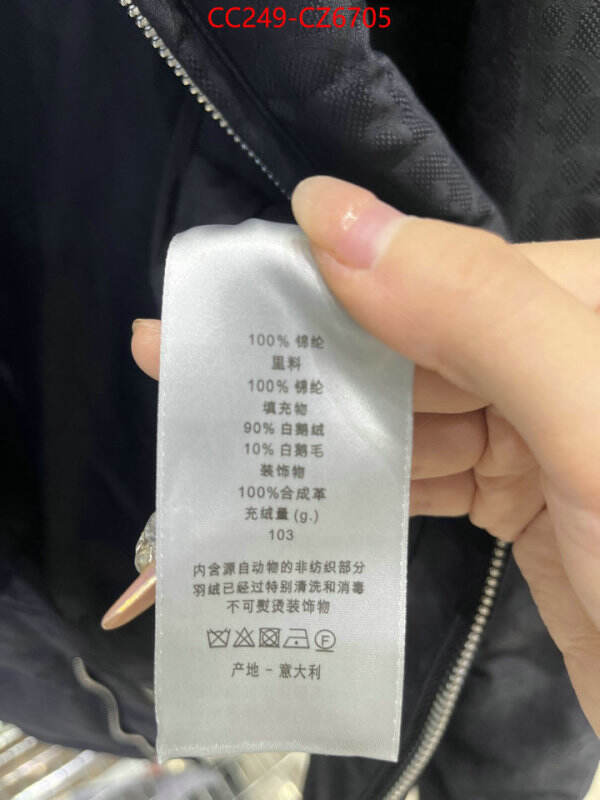 CC249-CZ6705
100% 锦纶
里料
100% 锦纶
填充物
90% 白鹅绒
10% 白鹅毛
装饰物
100%合成革
充绒量(g.)
103
内含源自动物的非纺织部分
羽绒已经过特别清洗和消毒
不可熨烫装饰物
F
产地 - 意大利